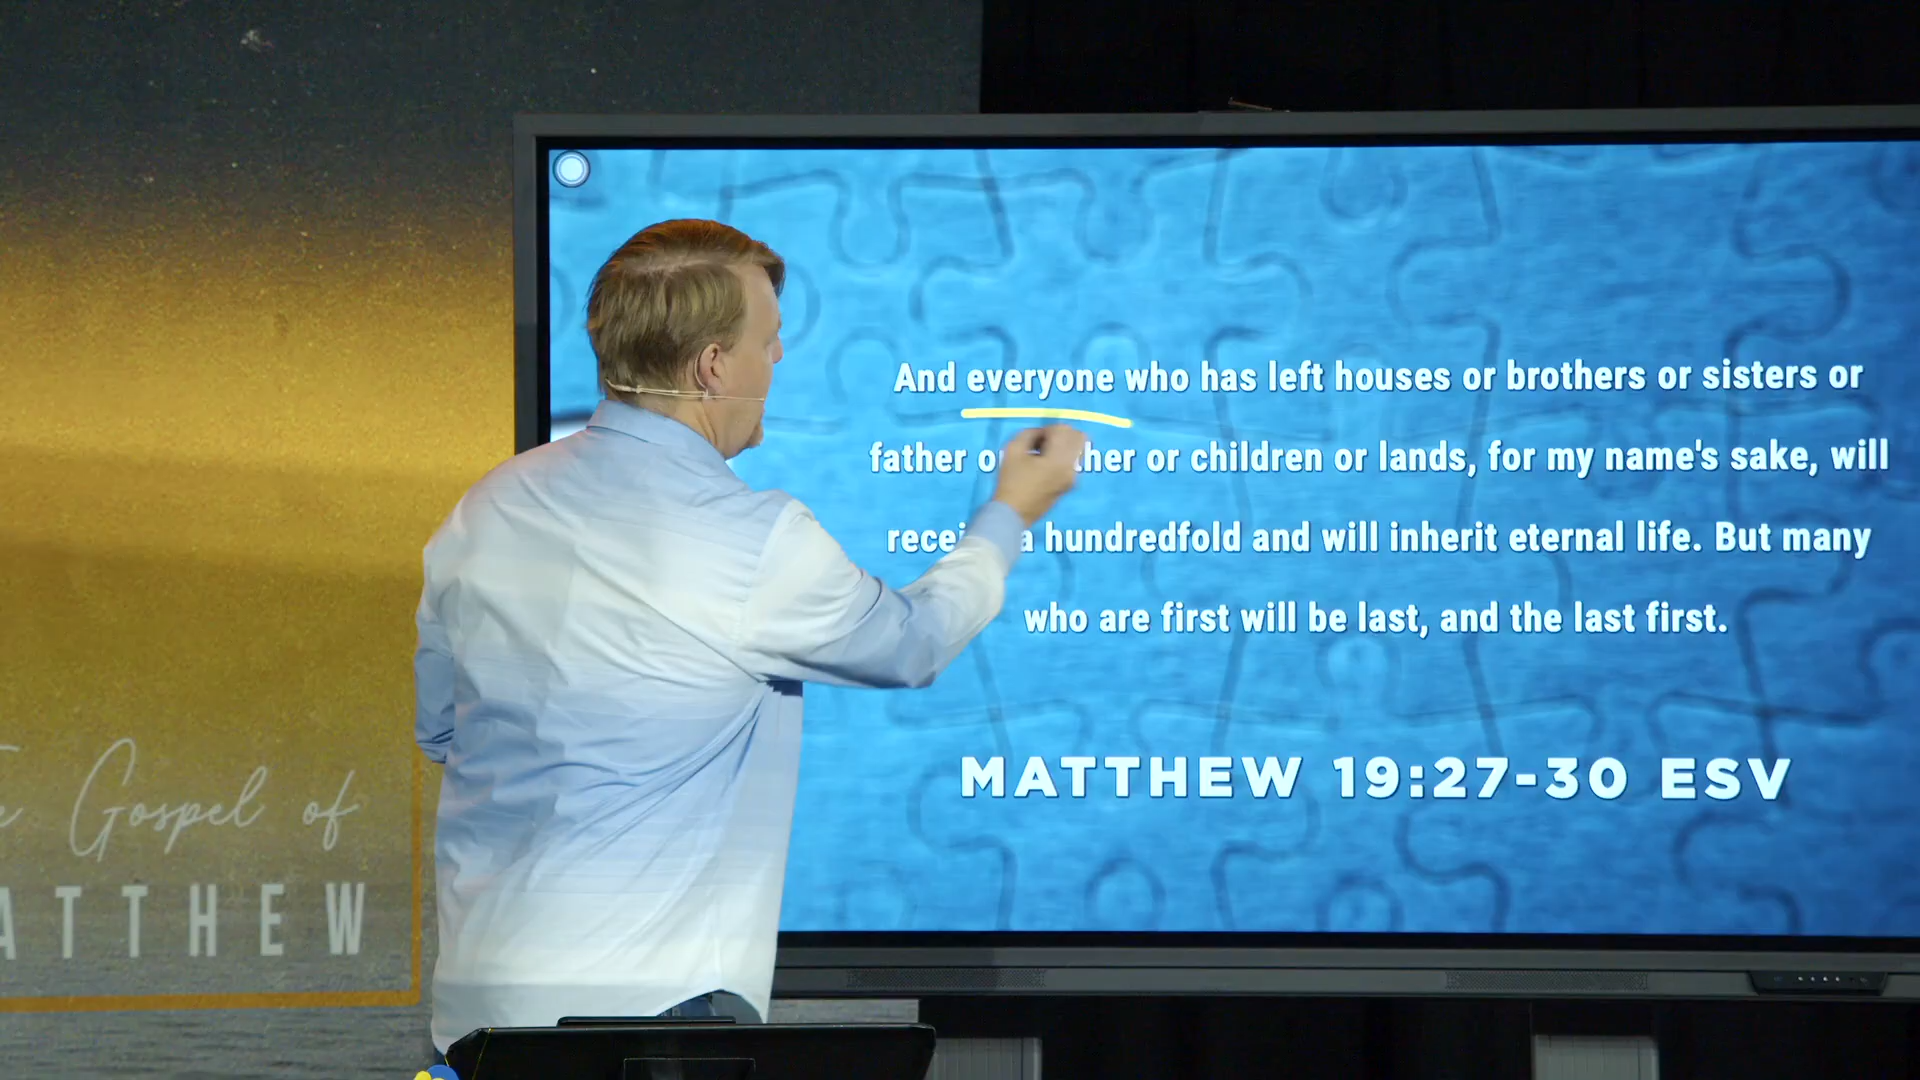 And everyone who has left houses or brothers or sisters or
father or children or lands, for my name's sake, will
a hundredfold and will inherit eternal life. But many
who are first will be last, and the last first.
MATTHEW 19:27-30 ESV
Gospel of
ATTHEW